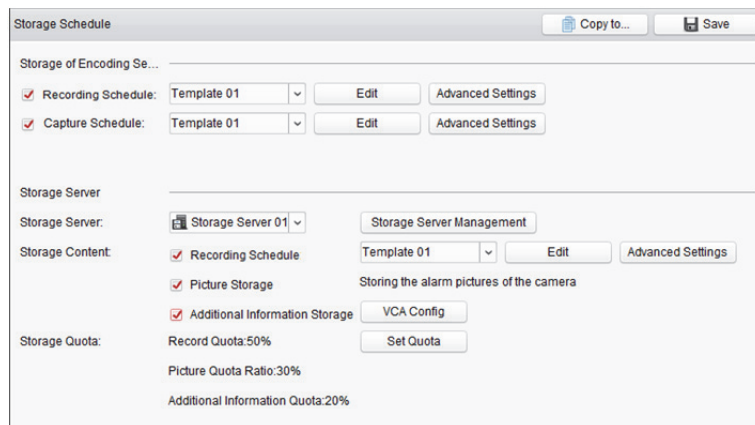 Storage Schedule Copy to... Save
Storage of Encoding Se...
Recording Schedule: Template 01 Edit Advanced Settings
Capture Schedule: Template 01 Edit Advanced Settings
Storage Server
Storage Server: Storage Server 01 Storage Server Management
Storage Content: Recording Schedule Template 01 Edit Advanced Settings
Picture Storage Storing the alarm pictures of the camera
Additional Information Storage VCA Config
Storage Quota: Record Quota:50% Set Quota
Picture Quota Ratio:30%
Additional Information Quota:20%